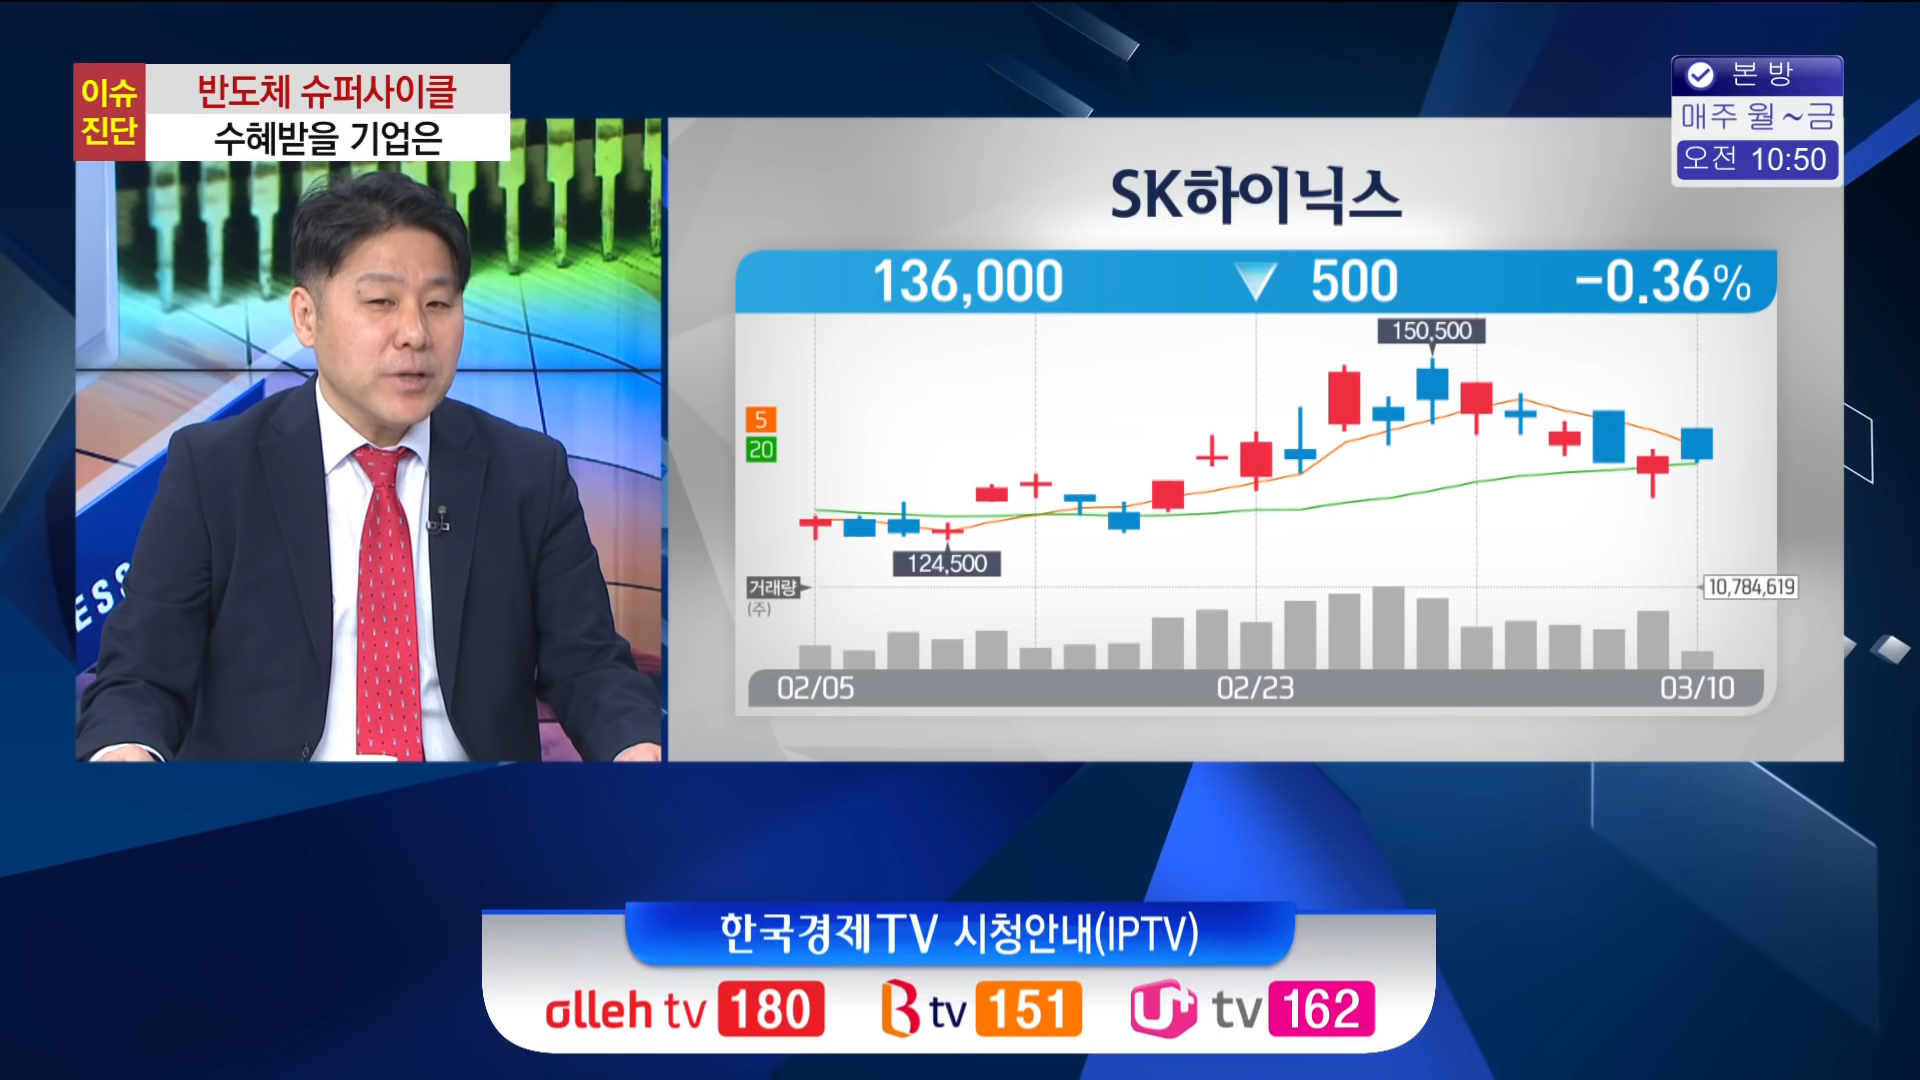 이슈
진단
반도체 슈퍼사이클
수혜받을 기업은
본 방
매주 월~금
오전 10:50
SK하이닉스
136,000 ▼ 500 -0.36%
150,500
5
20
124,500
거래량
(주)
10,784,619
02/05 02/23 03/10
ESS
한국경제TV 시청안내(IPTV)
olleh tv 180 B tv 151 U+ tv 162